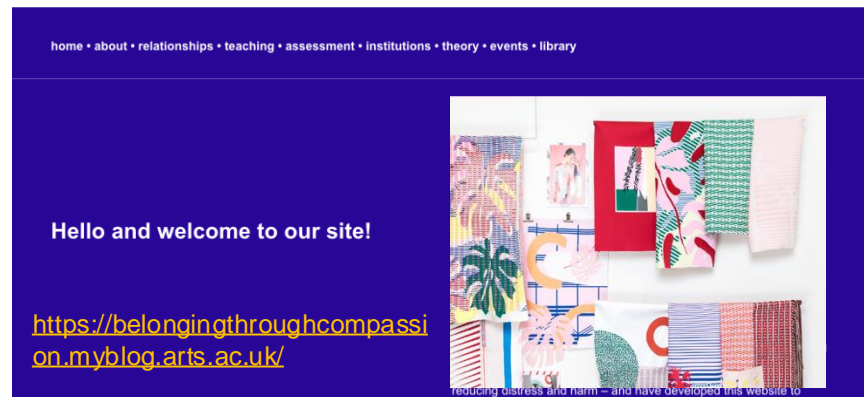 home • about • relationships • teaching • assessment • institutions • theory • events • library
Hello and welcome to our site!
https://belongingthroughcompassi
on.myblog.arts.ac.uk/
reducing distress and harm – and have developed this website to